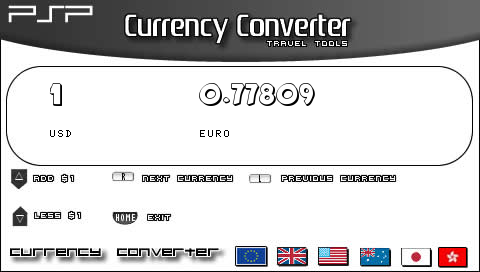 PSP
Currency Converter
TRAVEL TOOLS
1 0.77809
USD EURO
ADD $1 R NEXT CURRENCY L PREVIOUS CURRENCY
LESS $1 HOME EXIT
CURRENCY CONVERTER